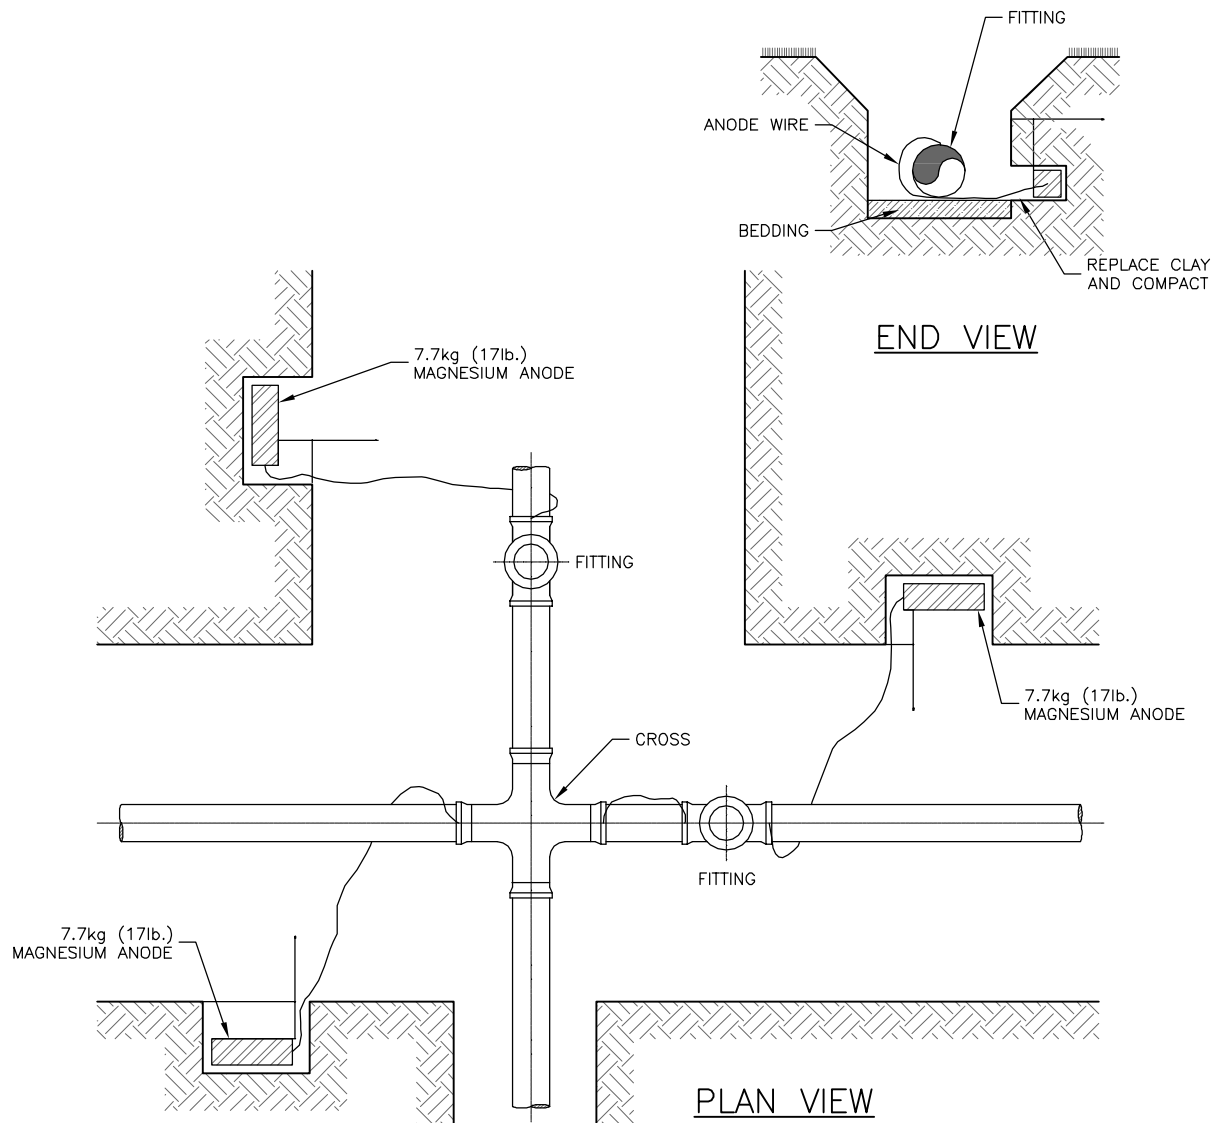 FITTING
ANODE WIRE
BEDDING
REPLACE CLAY
AND COMPACT
END VIEW
7.7kg (17lb.)
MAGNESIUM ANODE
FITTING
7.7kg (17lb.)
MAGNESIUM ANODE
CROSS
FITTING
7.7kg (17lb.)
MAGNESIUM ANODE
PLAN VIEW